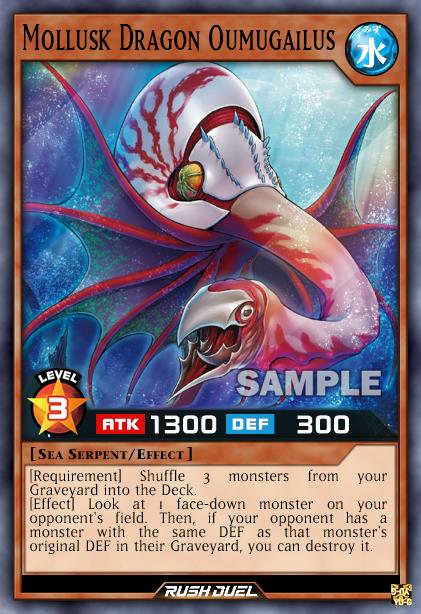 Mollusk Dragon Oumugailus
みず
水
SAMPLE
LEVEL
3
ATK 1300 DEF 300
[Sea Serpent/Effect]
[Requirement] Shuffle 3 monsters from your
Graveyard into the Deck.
[Effect] Look at 1 face-down monster on your
opponent's field. Then, if your opponent has a
monster with the same DEF as that monster's
original DEF in their Graveyard, you can destroy it.
RUSH DUEL